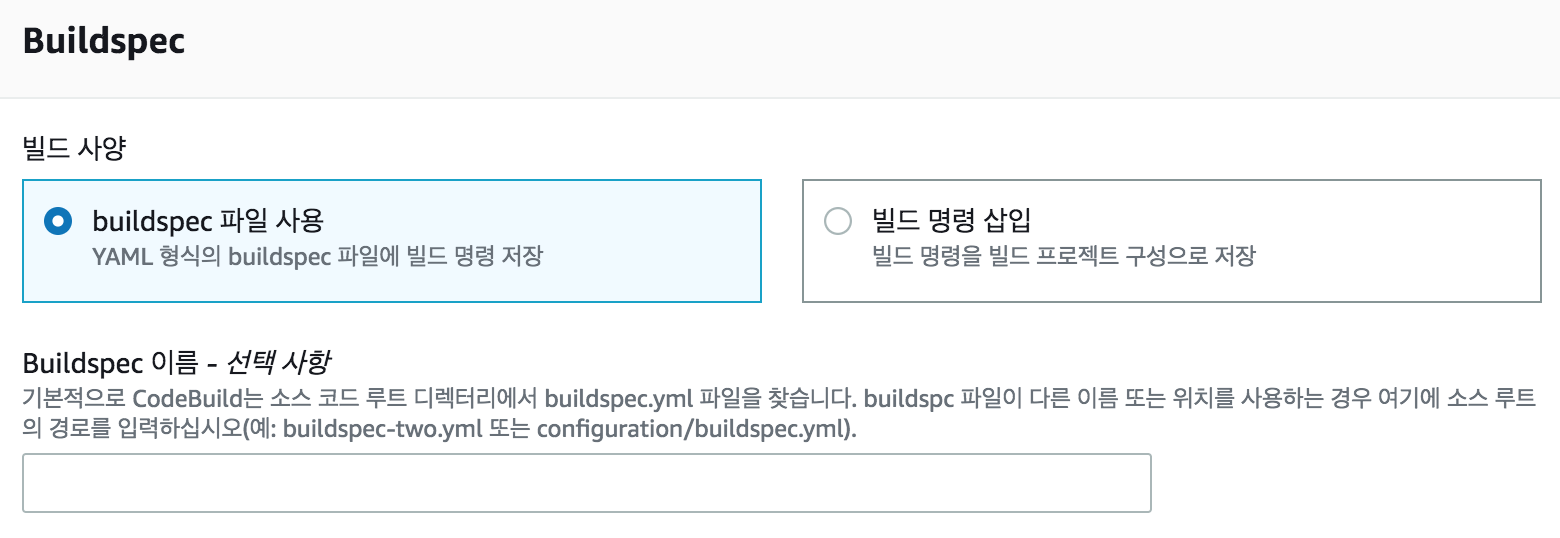 Buildspec
빌드 사양
buildspec 파일 사용
YAML 형식의 buildspec 파일에 빌드 명령 저장
빌드 명령 삽입
빌드 명령을 빌드 프로젝트 구성으로 저장
Buildspec 이름 - 선택 사항
기본적으로 CodeBuild는 소스 코드 루트 디렉터리에서 buildspec.yml 파일을 찾습니다. buildspc 파일이 다른 이름 또는 위치를 사용하는 경우 여기에 소스 루트
의 경로를 입력하십시오(예: buildspec-two.yml 또는 configuration/buildspec.yml).